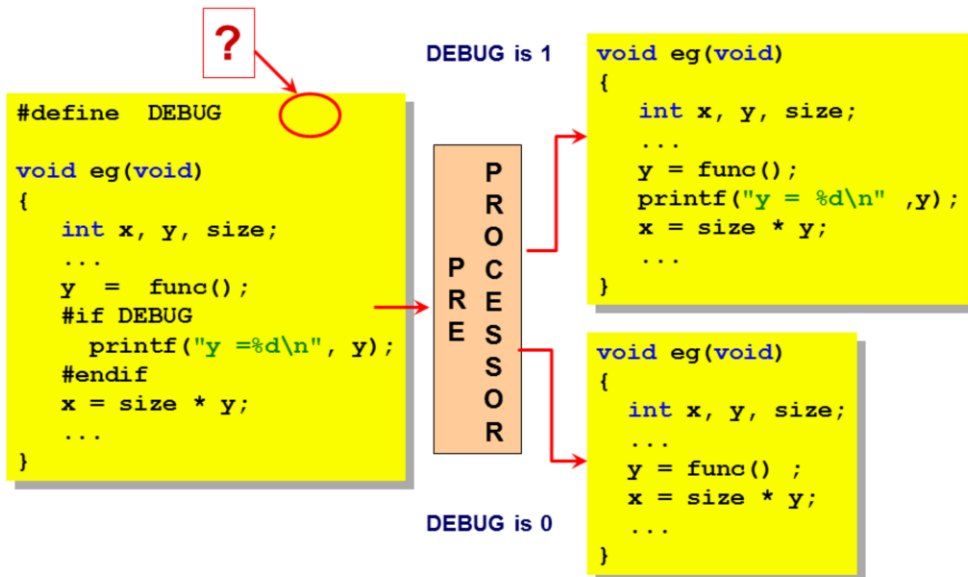 ?
#define  DEBUG
void eg(void)
{
int x, y, size;
...
y  =  func();
#if DEBUG
printf("y =%d\n", y);
#endif
x = size * y;
...
}
PRE
PROCESSOR
DEBUG is 1
void eg(void)
{
int x, y, size;
...
y = func();
printf("y = %d\n" ,y);
x = size * y;
...
}
DEBUG is 0
void eg(void)
{
int x, y, size;
...
y = func() ;
x = size * y;
...
}